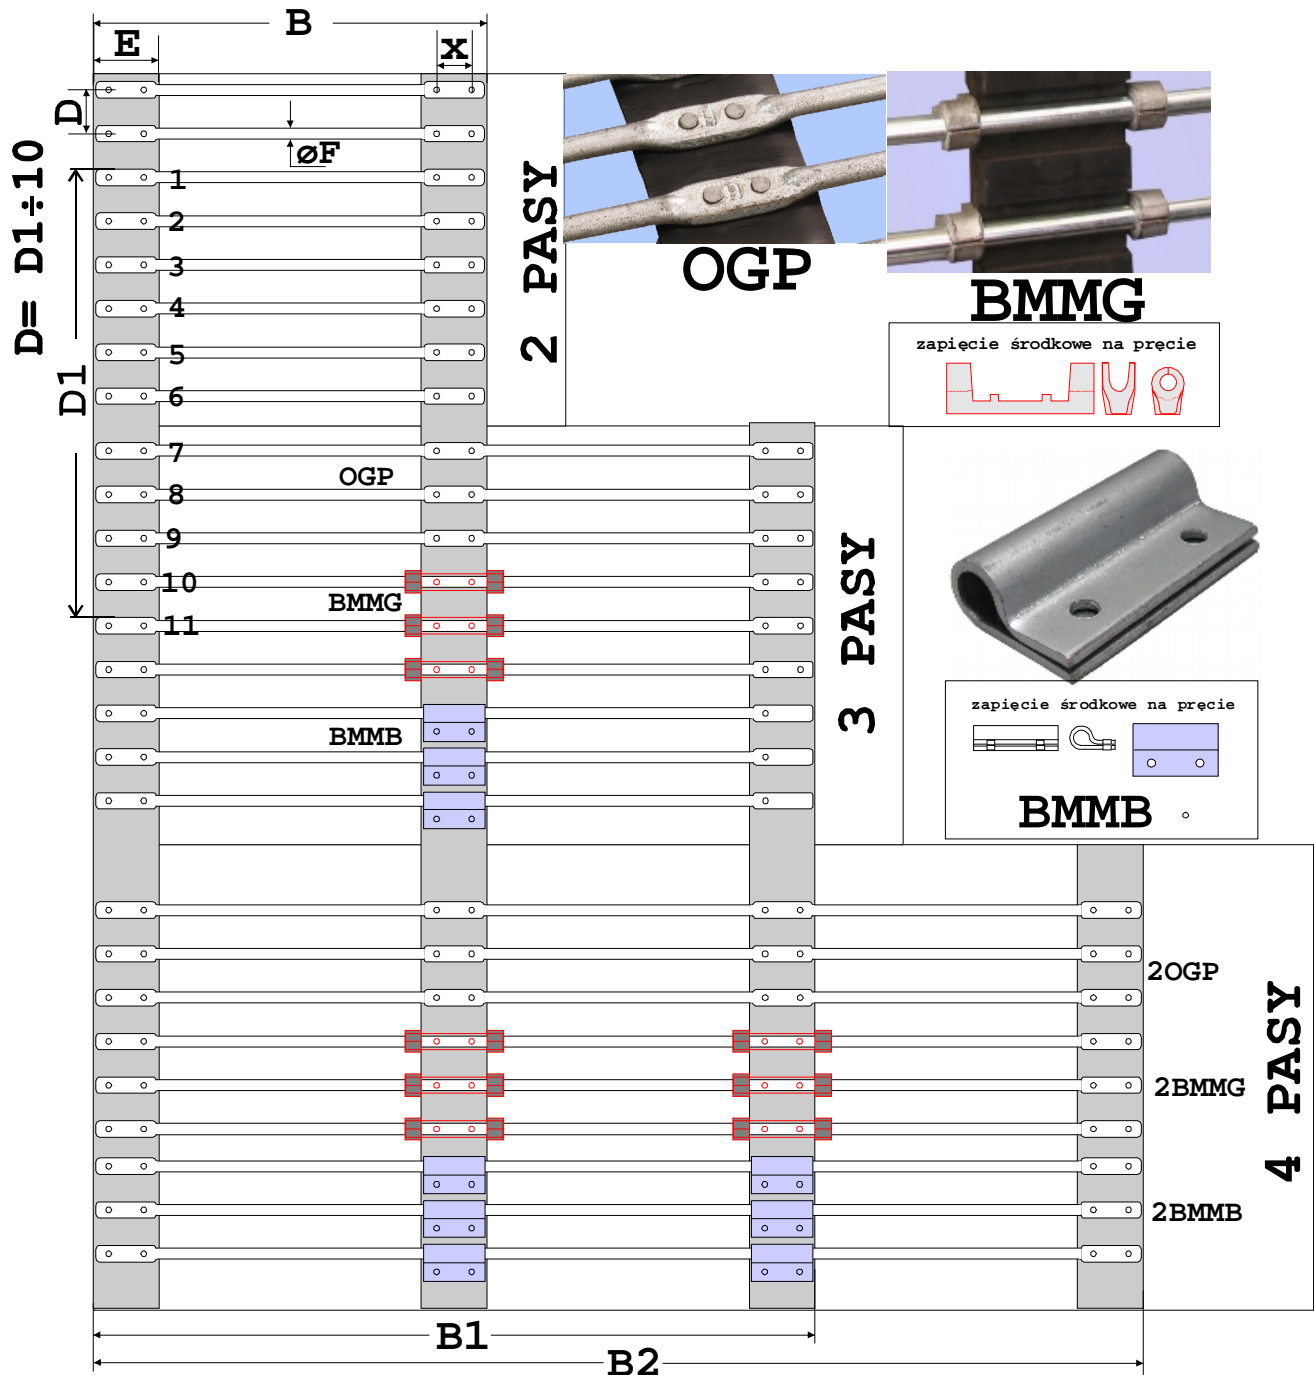 B
E
X
D
øF
D= D1÷10
D1
1
2
3
4
5
6
7
8
9
10
11
2 PASY
OGP
BMMG
zapięcie środkowe na pręcie
OGP
BMMG
BMMB
3 PASY
zapięcie środkowe na pręcie
BMMB
2OGP
2BMMG
2BMMB
4 PASY
B1
B2